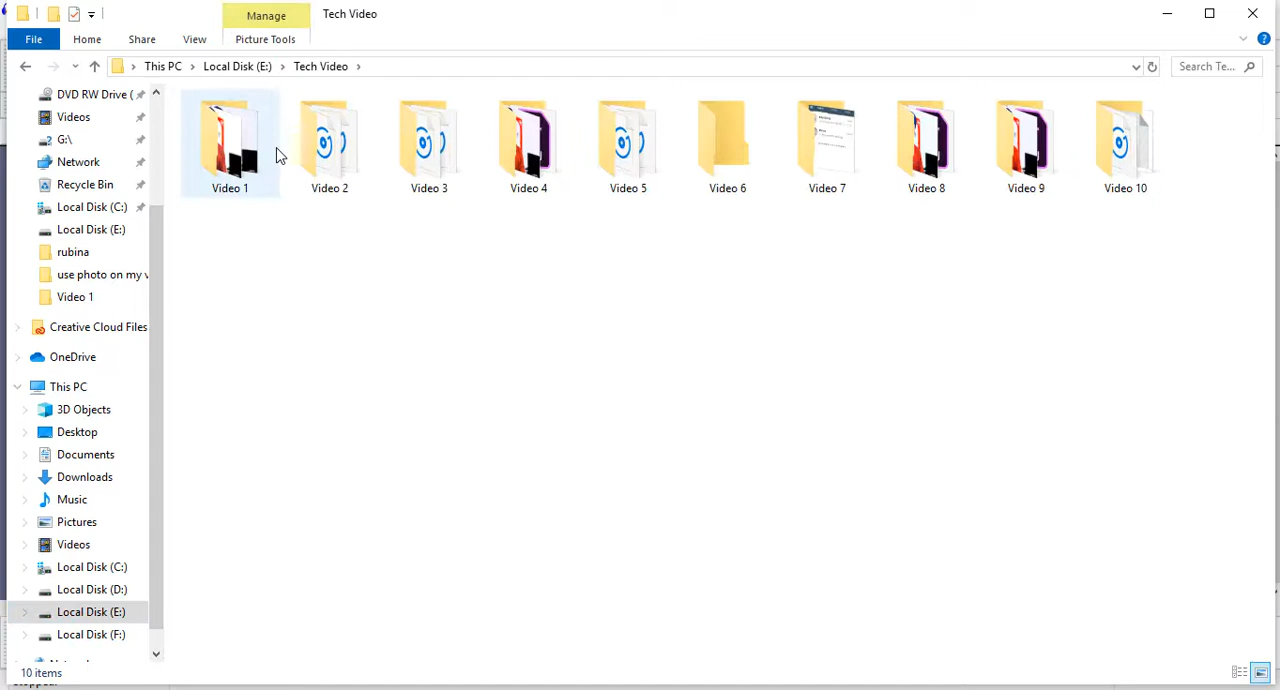 Manage
Tech Video
File
Home
Share
View
Picture Tools
This PC
Local Disk (E:)
Tech Video
Search Te...
DVD RW Drive (
Videos
G:\
Network
Recycle Bin
Local Disk (C:)
Local Disk (E:)
rubina
use photo on my v
Video 1
Creative Cloud Files
OneDrive
This PC
3D Objects
Desktop
Documents
Downloads
Music
Pictures
Videos
Local Disk (C:)
Local Disk (D:)
Local Disk (E:)
Local Disk (F:)
Video 1
Video 2
Video 3
Video 4
Video 5
Video 6
Video 7
Video 8
Video 9
Video 10
10 items